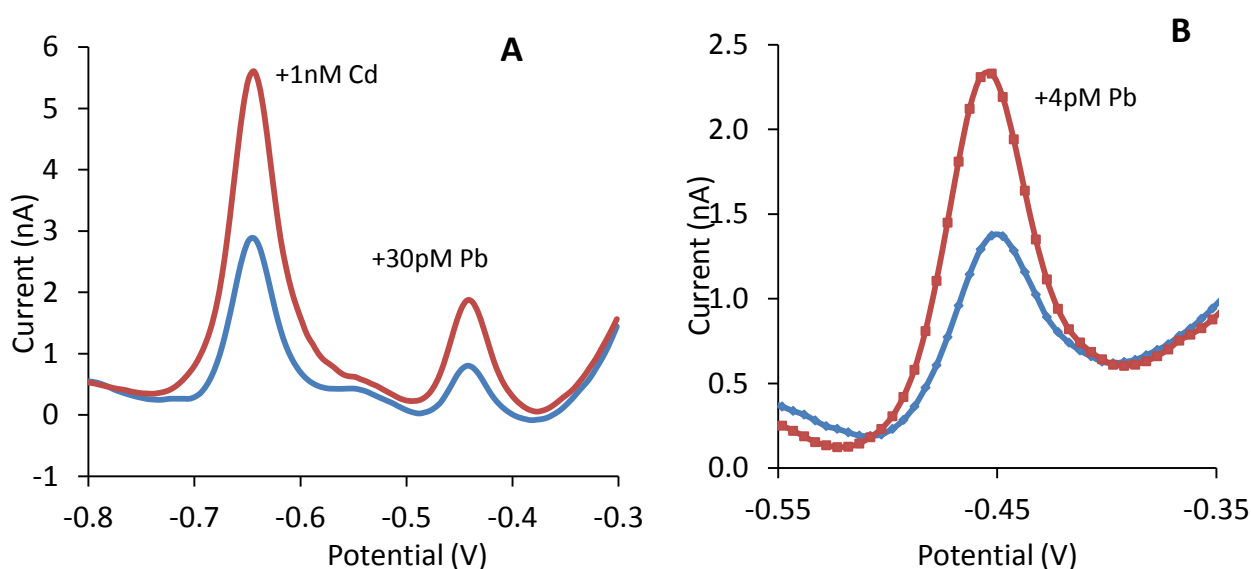 A
+1nM Cd
+30pM Pb
Current (nA)
6
5
4
3
2
1
0
-1
-0.8 -0.7 -0.6 -0.5 -0.4 -0.3
Potential (V)
B
+4pM Pb
Current (nA)
2.5
2.0
1.5
1.0
0.5
0.0
-0.55 -0.45 -0.35
Potential (V)